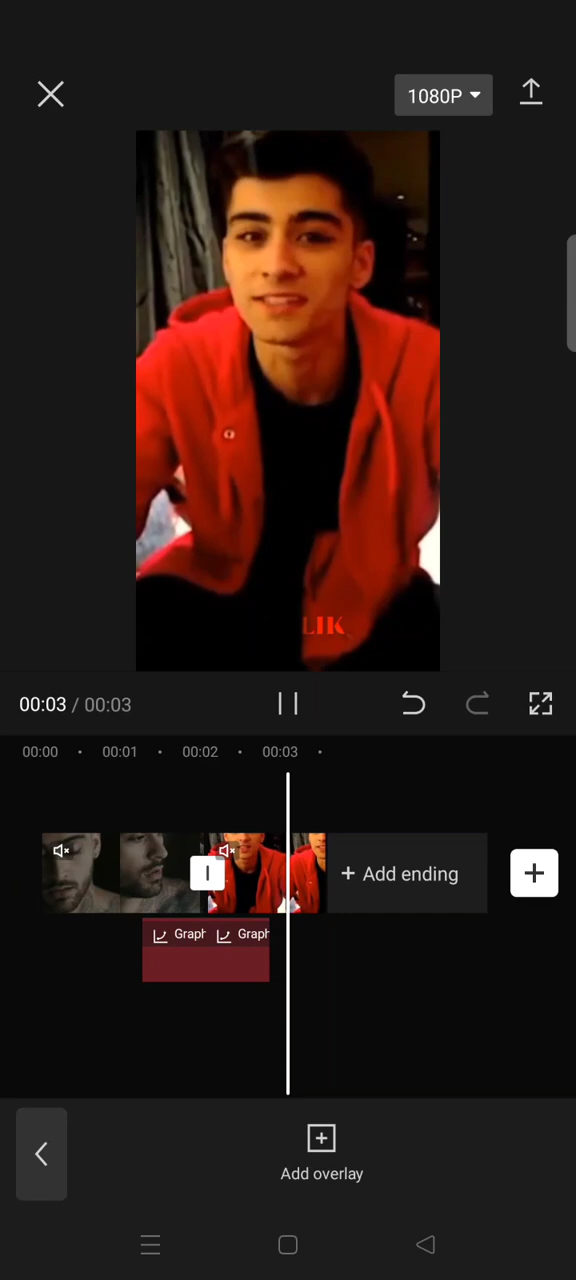 1080P
LIK
00:03 / 00:03
00:00 00:01 00:02 00:03
+ Add ending
Graph Graph
Add overlay